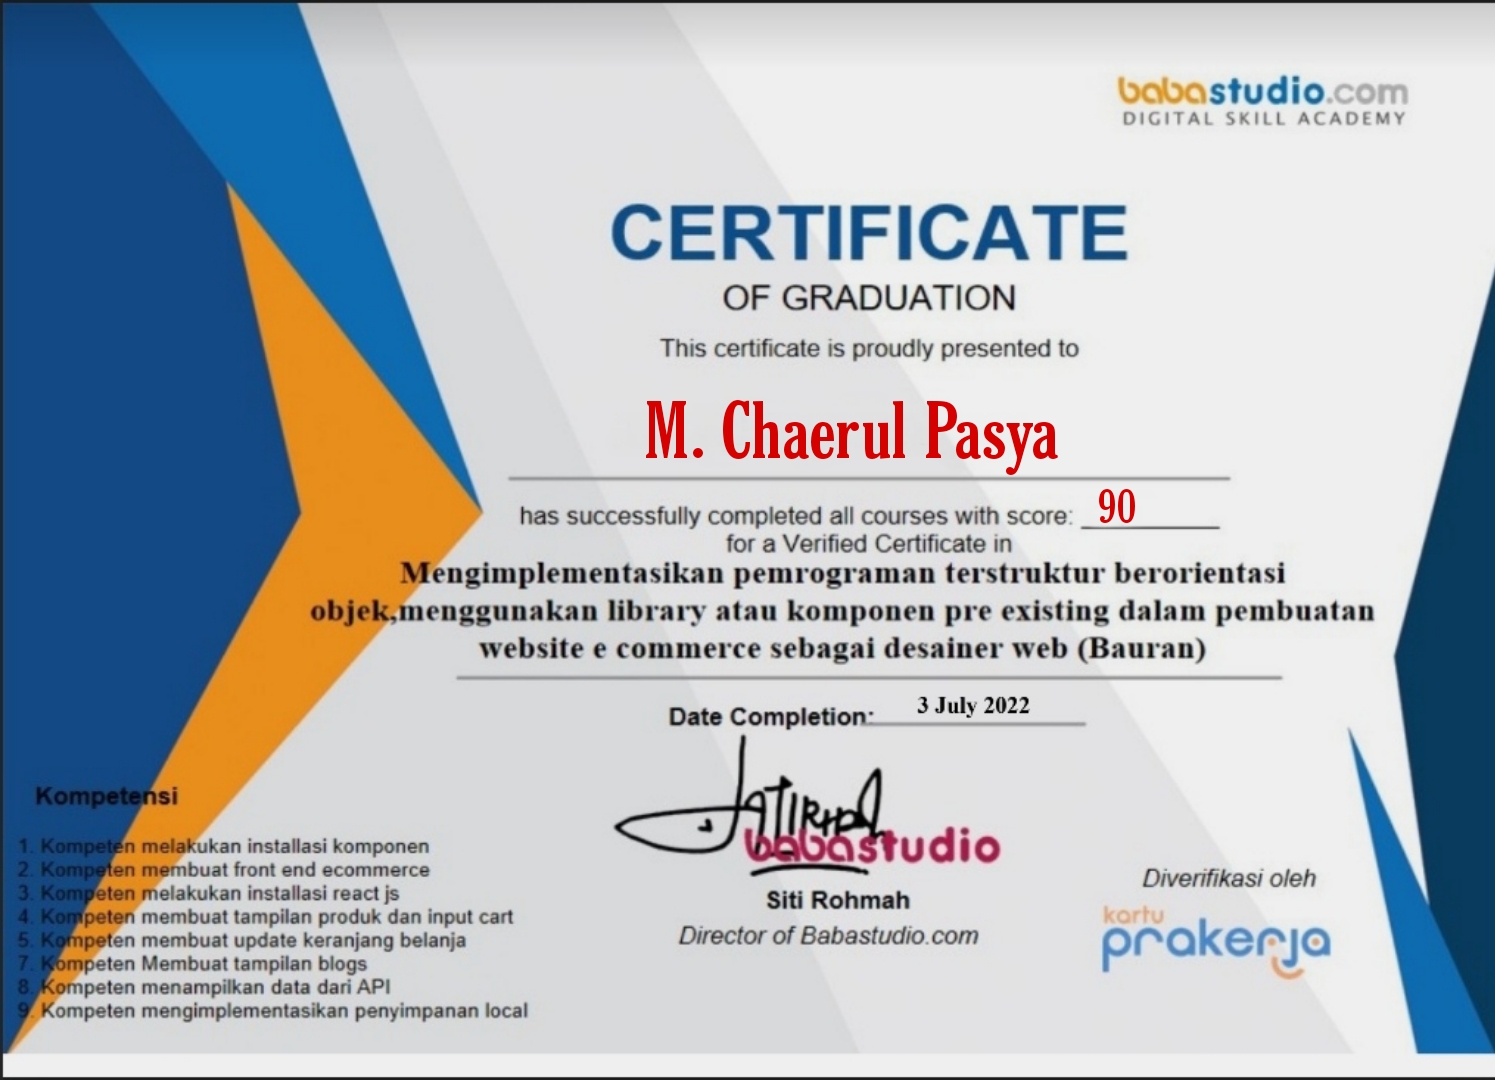 babastudio.com
DIGITAL SKILL ACADEMY
CERTIFICATE
OF GRADUATION
This certificate is proudly presented to
M. Chaerul Pasya
has successfully completed all courses with score: 90
for a Verified Certificate in
Mengimplementasikan pemrograman terstruktur berorientasi
objek,menggunakan library atau komponen pre existing dalam pembuatan
website e commerce sebagai desainer web (Bauran)
Date Completion: 3 July 2022
babastudio
Siti Rohmah
Director of Babastudio.com
Kompetensi
1. Kompeten melakukan installasi komponen
2. Kompeten membuat front end ecommerce
3. Kompeten melakukan installasi react js
4. Kompeten membuat tampilan produk dan input cart
5. Kompeten membuat update keranjang belanja
7. Kompeten Membuat tampilan blogs
8. Kompeten menampilkan data dari API
9. Kompeten mengimplementasikan penyimpanan local
Diverifikasi oleh
kartu
prakerja